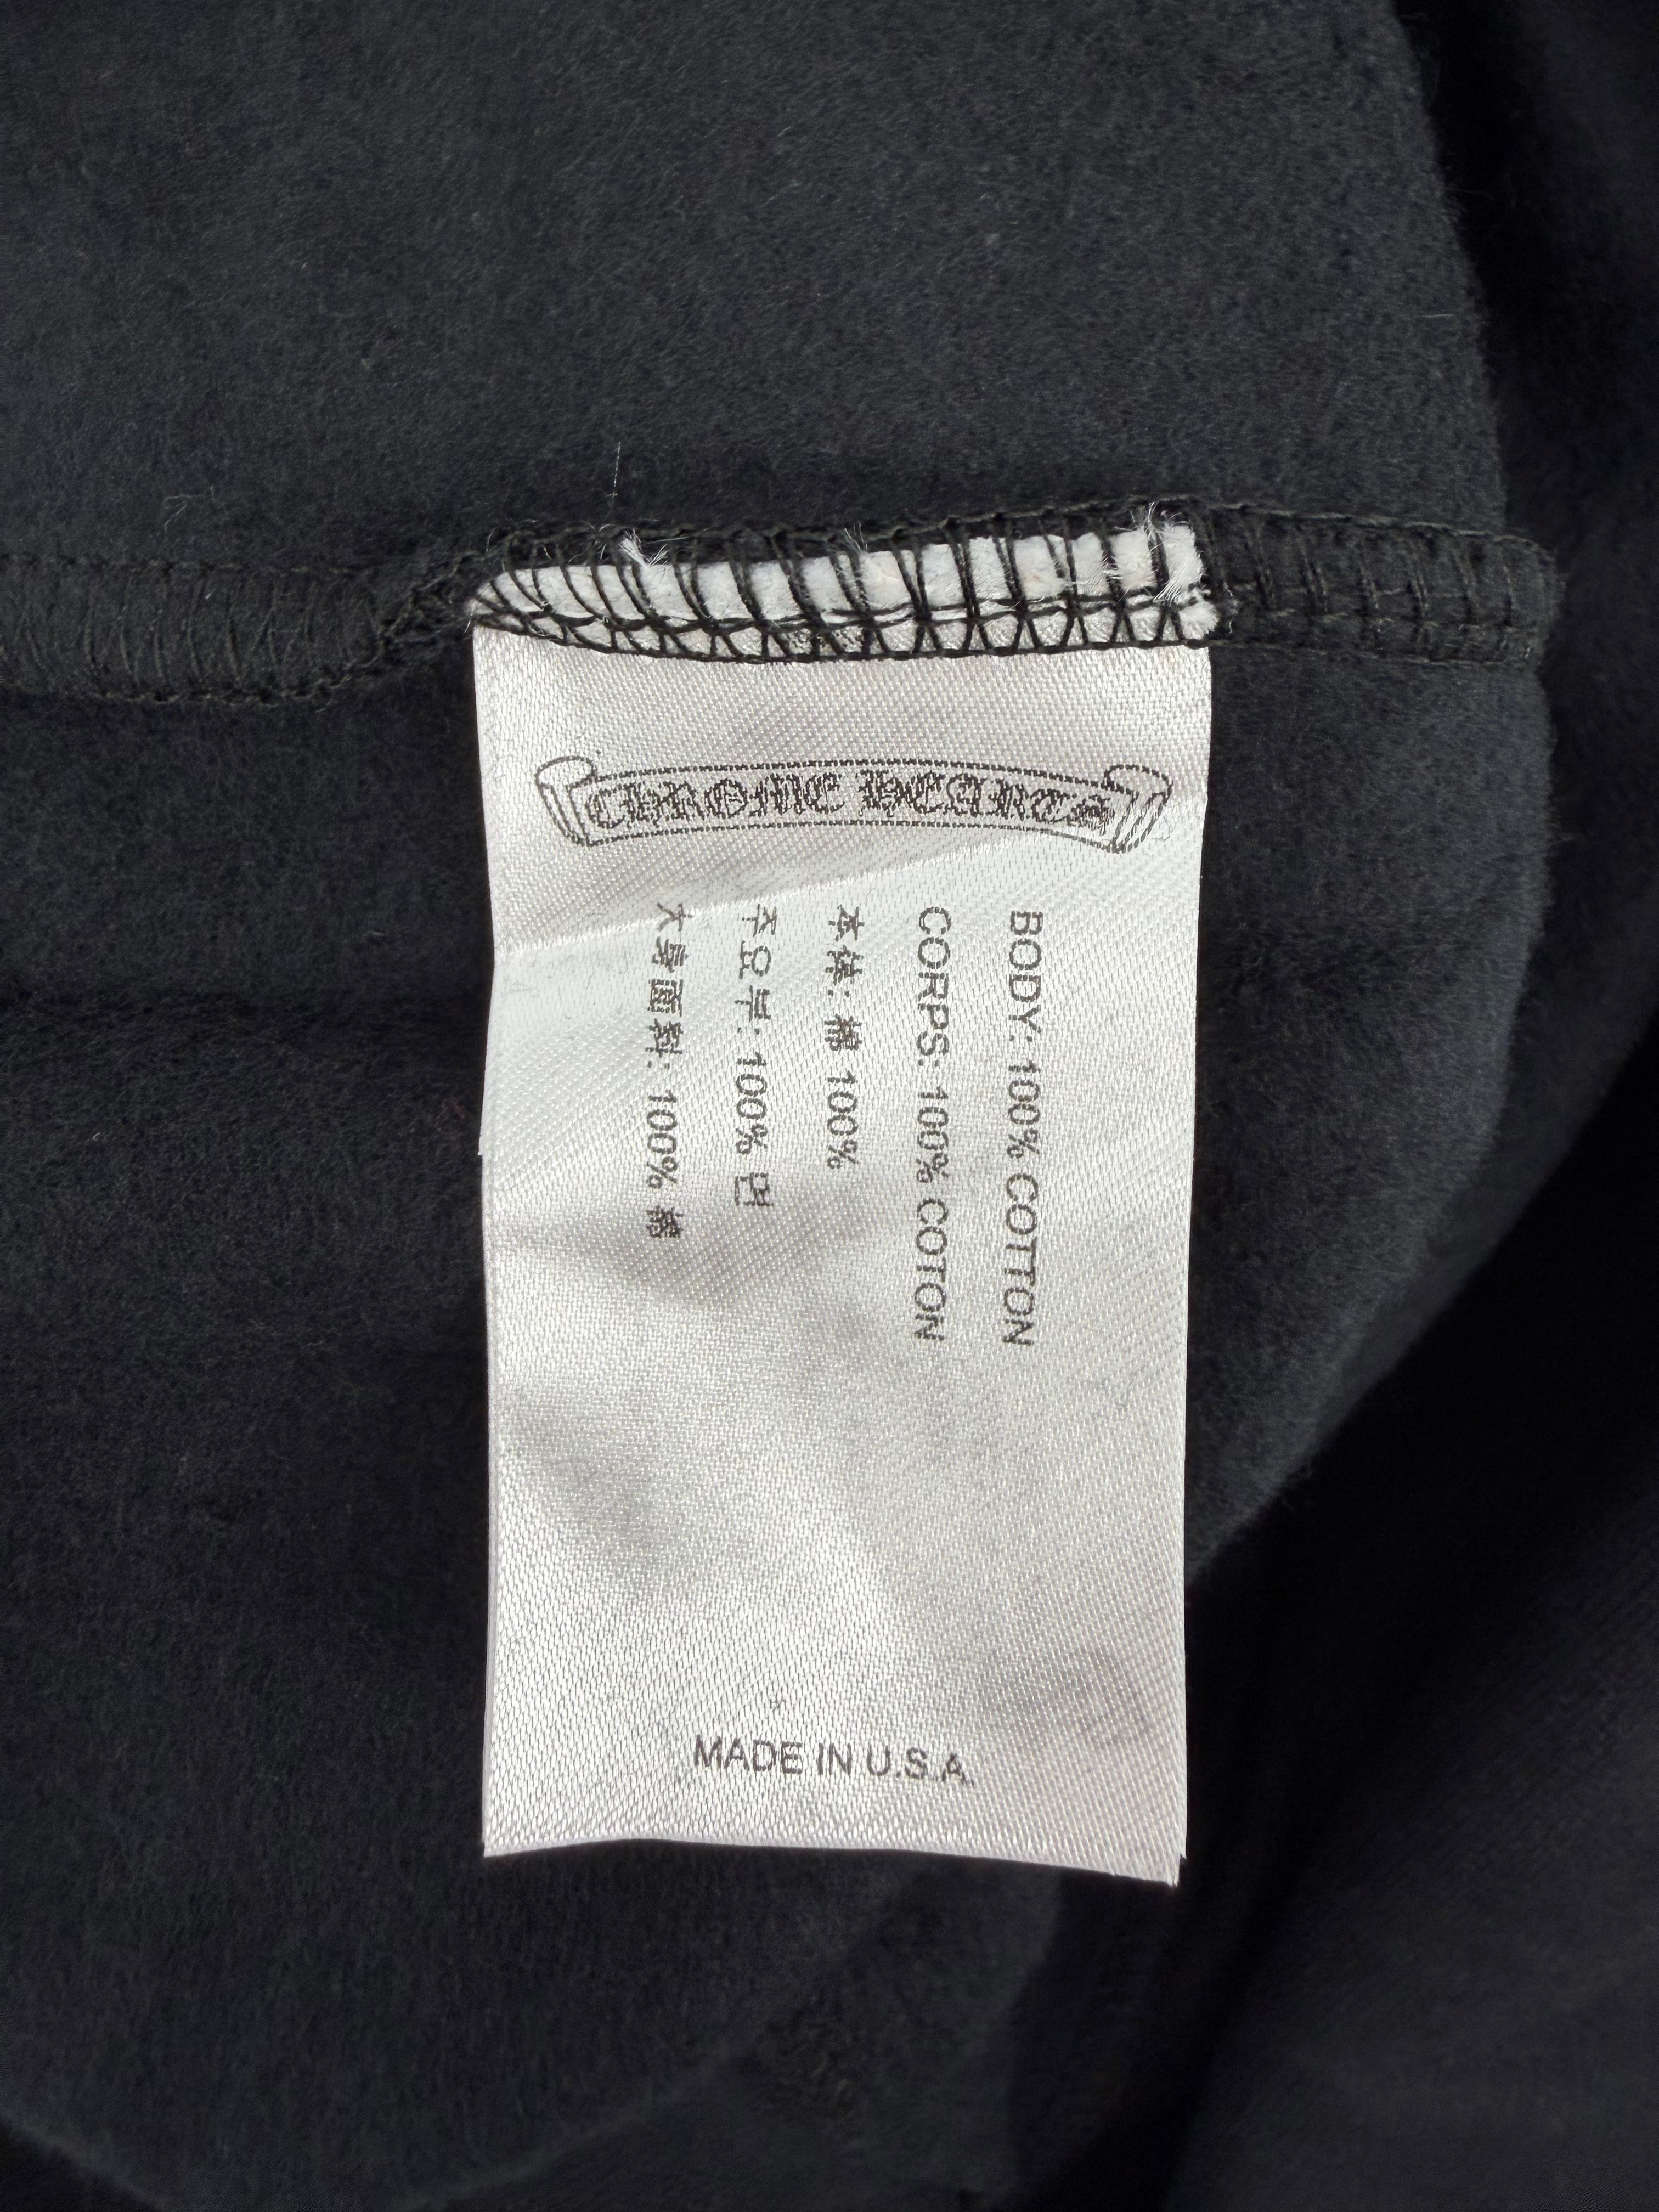 CHROME HEARTS
BODY: 100% COTTON
CORPS: 100% COTON
本体: 綿 100%
주요부: 100% 면
大身面料: 100% 棉
MADE IN U.S.A.